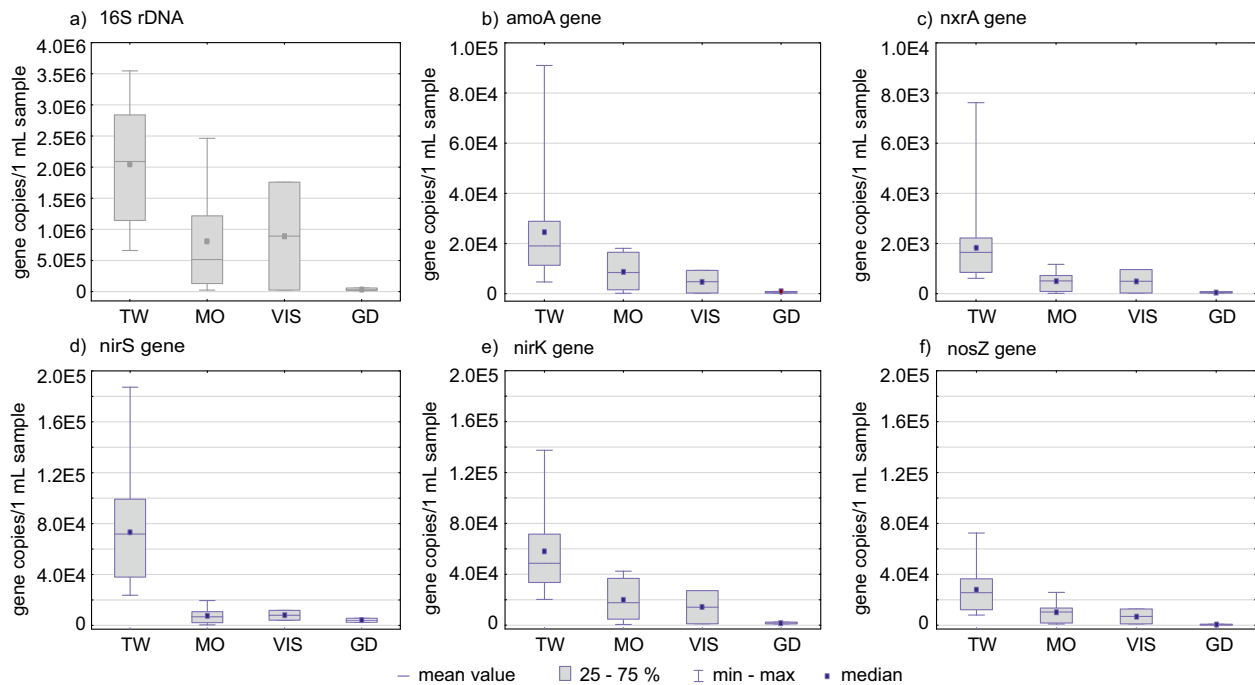 a) 16S rDNA
gene copies/1 mL sample
4.0E6
3.5E6
3.0E6
2.5E6
2.0E6
1.5E6
1.0E6
5.0E5
0
TW MO VIS GD
b) amoA gene
gene copies/1 mL sample
1.0E5
8.0E4
4.0E4
2.0E4
0
TW MO VIS GD
c) nxrA gene
gene copies/1 mL sample
1.0E4
8.0E3
4.0E3
2.0E3
0
TW MO VIS GD
d) nirS gene
gene copies/1 mL sample
2.0E5
1.6E5
1.2E5
8.0E4
4.0E4
0
TW MO VIS GD
e) nirK gene
gene copies/1 mL sample
2.0E5
1.6E5
1.2E5
8.0E4
4.0E4
0
TW MO VIS GD
f) nosZ gene
gene copies/1 mL sample
2.0E5
1.6E5
1.2E5
8.0E4
4.0E4
0
TW MO VIS GD
mean value 25 - 75 % min - max median